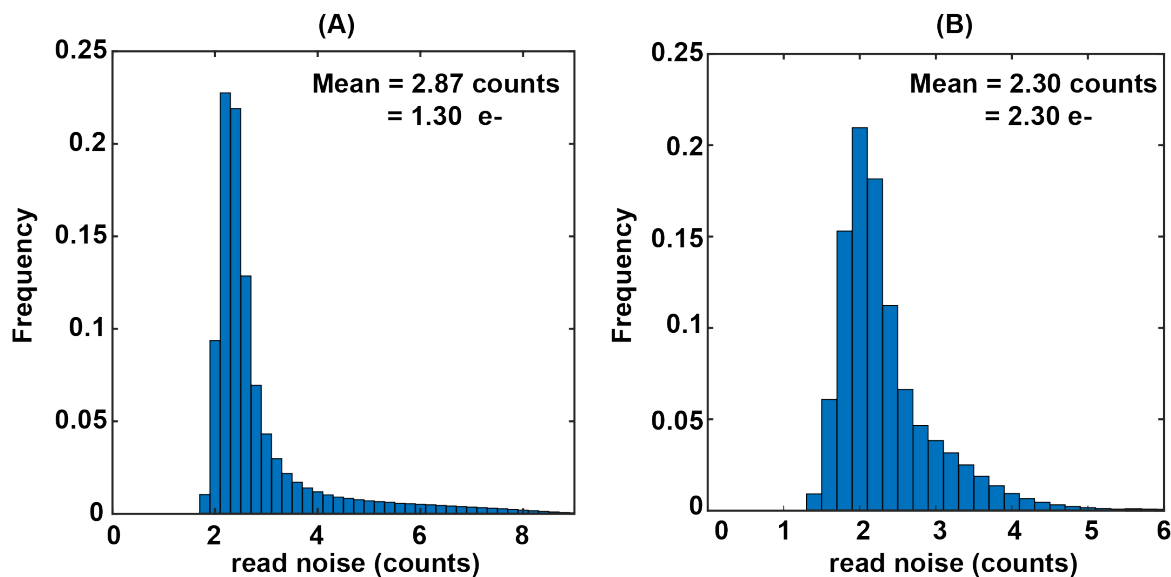 (A)
Mean = 2.87 counts
= 1.30 e-
Frequency
0.25
0.2
0.15
0.1
0.05
0
0 2 4 6 8
read noise (counts)
(B)
Mean = 2.30 counts
= 2.30 e-
Frequency
0.25
0.2
0.15
0.1
0.05
0
0 1 2 3 4 5 6
read noise (counts)